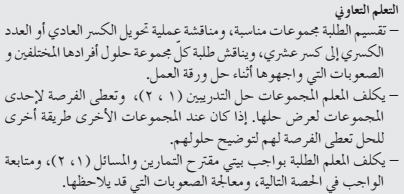 التعلم التعاوني
– تقسيم الطلبة مجموعات مناسبة، ومناقشة عملية تحويل الكسر العادي أو العدد
الكسري إلى كسر عشري، ويناقش طلبة كلّ مجموعة حلول أفرادها المختلفين و
الصعوبات التي واجهوها أثناء حل ورقة العمل.
– يكلف المعلم المجموعات حل التدريبين (١ ، ٢)، وتعطى الفرصة لإحدى
المجموعات لعرض حلها. إذا كان عند المجموعات الأخرى طريقة أخرى
للحل تعطى الفرصة لهم لتوضيح حلولهم.
– يكلف المعلم الطلبة بواجب بيتي مقترح التمارين والمسائل (١، ٢)، ومتابعة
الواجب في الحصة التالية، ومعالجة الصعوبات التي قد يلاحظها.